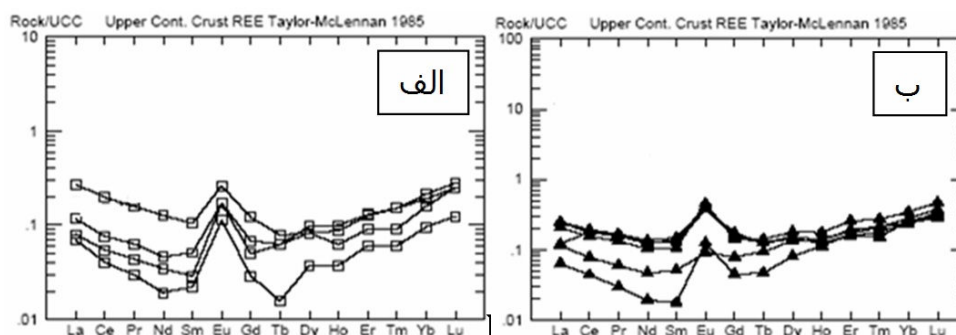 Rock/UCC Upper Cont. Crust REE Taylor-McLennan 1985
10
الف
1
.1
.01
La Ce Pr Nd Sm Eu Gd Tb Dy Ho Er Tm Yb Lu
Rock/UCC Upper Cont. Crust REE Taylor-McLennan 1985
100
ب
10
1
0.1
.01
La Ce Pr Nd Sm Eu Gd Tb Dy Ho Er Tm Yb Lu